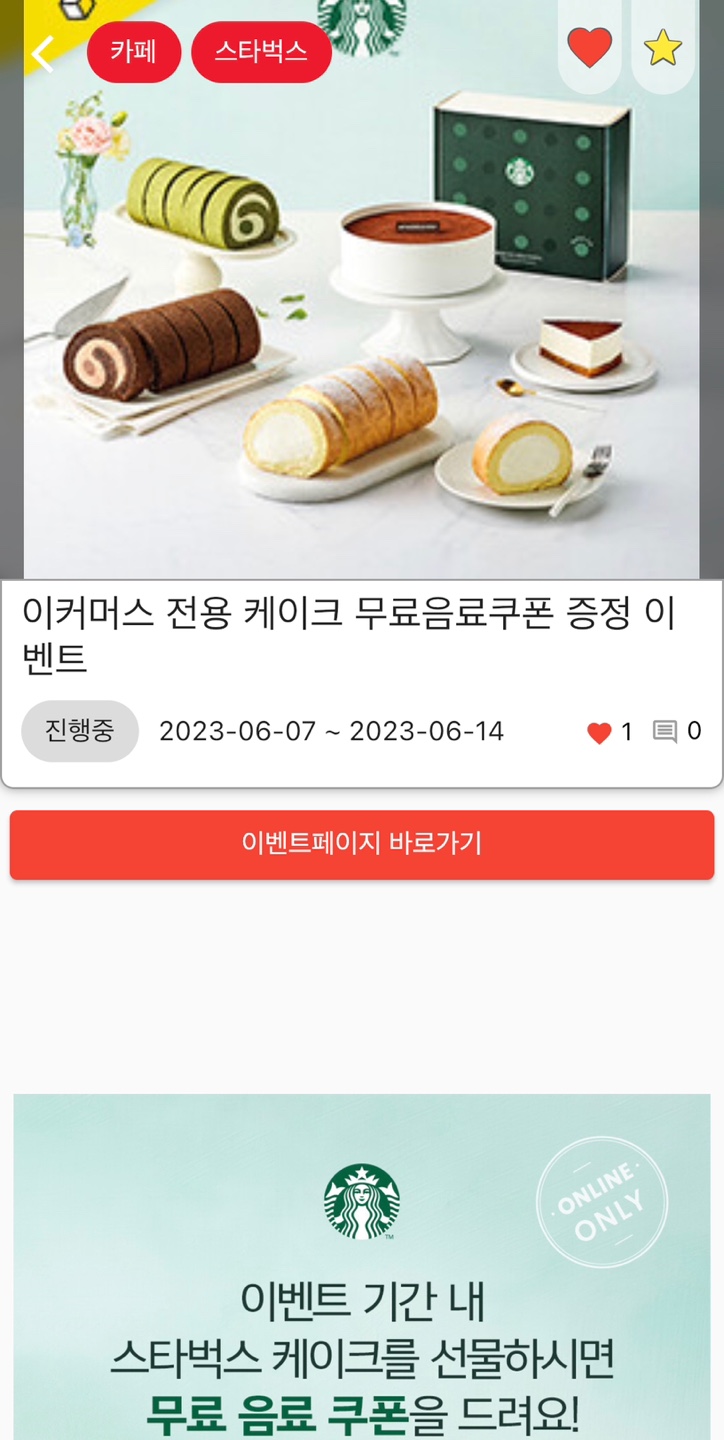 카페
스타벅스
이커머스 전용 케이크 무료음료쿠폰 증정 이
벤트
진행중
2023-06-07 ~ 2023-06-14
1
0
이벤트페이지 바로가기
ONLINE
ONLY
TM
이벤트 기간 내
스타벅스 케이크를 선물하시면
무료 음료 쿠폰을 드려요!